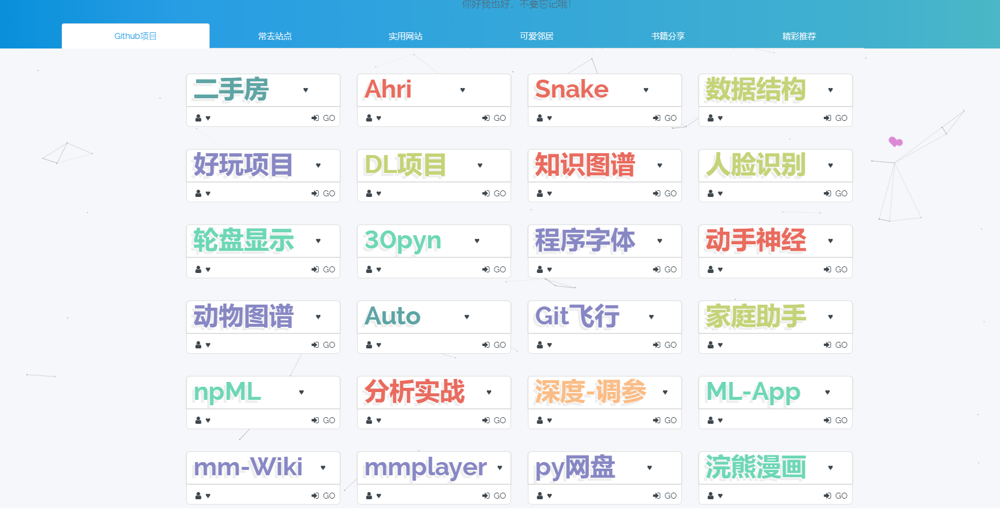 你好我也好，不要忘记哦！
Github项目 常去站点 实用网站 可爱邻居 书籍分享 精彩推荐
二手房 ♥ Ahri ♥ Snake ♥ 数据结构 ♥
♥ GO ♥ GO ♥ GO ♥ GO
好玩项目 ♥ DL项目 ♥ 知识图谱 ♥ 人脸识别 ♥
♥ GO ♥ GO ♥ GO ♥ GO
轮盘显示 ♥ 30pyn ♥ 程序字体 ♥ 动手神经 ♥
♥ GO ♥ GO ♥ GO ♥ GO
动物图谱 ♥ Auto ♥ Git飞行 ♥ 家庭助手 ♥
♥ GO ♥ GO ♥ GO ♥ GO
npML ♥ 分析实战 ♥ 深度-调参 ♥ ML-App ♥
♥ GO ♥ GO ♥ GO ♥ GO
mm-Wiki ♥ mmplayer ♥ py网盘 ♥ 浣熊漫画 ♥
♥ GO ♥ GO ♥ GO ♥ GO